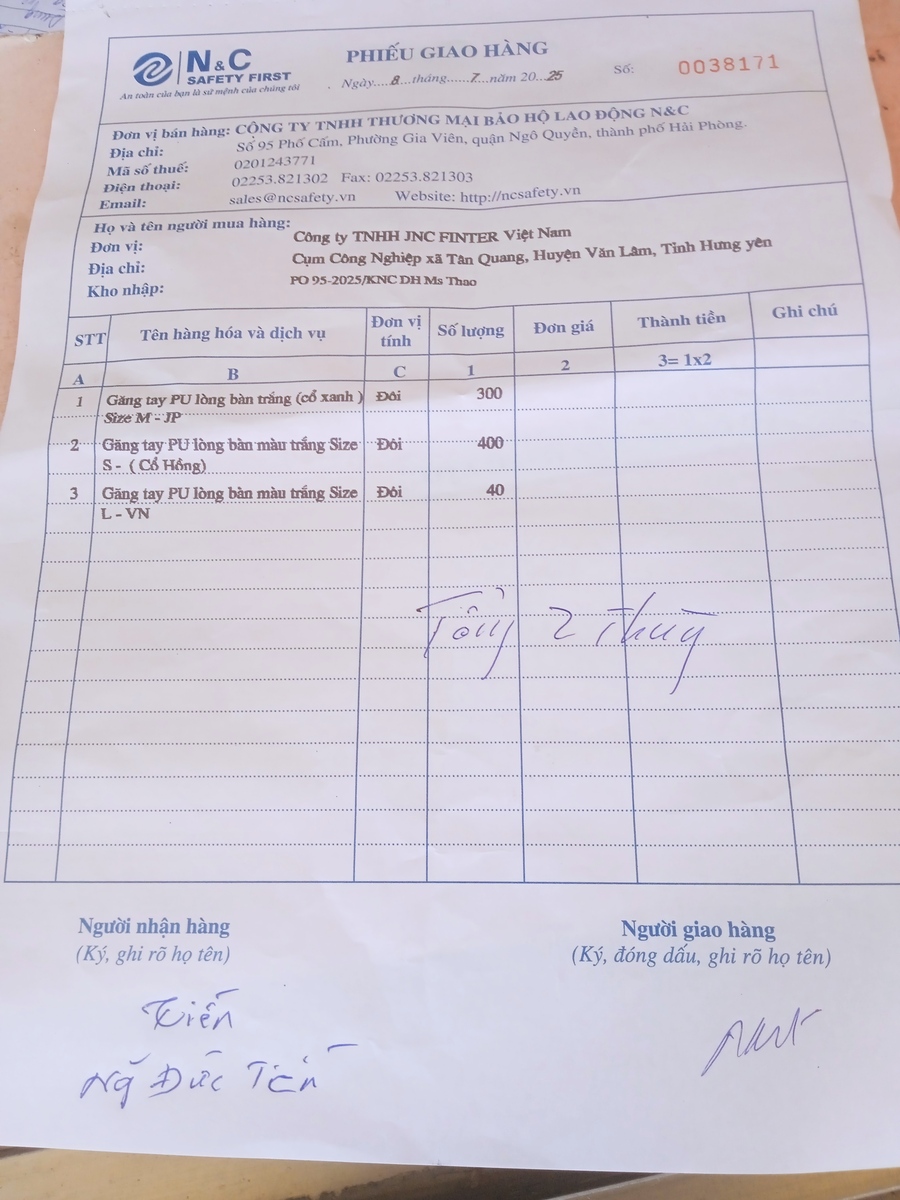 N&C
SAFETY FIRST
An toàn của bạn là sứ mệnh của chúng tôi
PHIẾU GIAO HÀNG
Ngày....8...tháng......7..năm 20...25
Số: 0038171
Đơn vị bán hàng: CÔNG TY TNHH THƯƠNG MẠI BẢO HỘ LAO ĐỘNG N&C
Địa chỉ: Số 95 Phố Cấm, Phường Gia Viên, quận Ngô Quyền, thành phố Hải Phòng.
Mã số thuế: 0201243771
Điện thoại: 02253.821302 Fax: 02253.821303
Email: sales@ncsafety.vn Website: http://ncsafety.vn
Họ và tên người mua hàng:
Đơn vị: Công ty TNHH JNC FINTER Việt Nam
Địa chỉ: Cụm Công Nghiệp xã Tân Quang, Huyện Văn Lâm, Tỉnh Hưng yên
Kho nhập: PO 95-2025/KNC DH Ms Thao
STT Tên hàng hóa và dịch vụ Đơn vị tính Số lượng Đơn giá Thành tiền Ghi chú
A B C 1 2 3= 1x2
1 Găng tay PU lòng bàn trắng (cổ xanh ) Đôi 300
Size M - JP
2 Găng tay PU lòng bàn màu trắng Size Đôi 400
S - ( Cổ Hồng)
3 Găng tay PU lòng bàn màu trắng Size Đôi 40
L - VN
Tổng 2 thùng
Người nhận hàng
(Ký, ghi rõ họ tên)
Người giao hàng
(Ký, đóng dấu, ghi rõ họ tên)
Tiến
Ng Đức Tiến